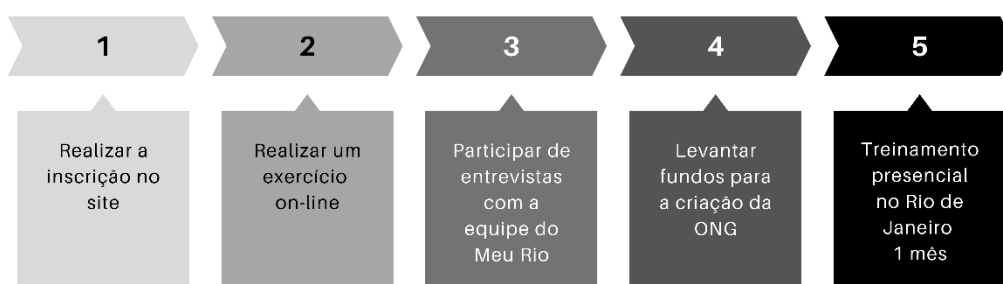 1
2
3
4
5
Realizar a
inscrição no
site
Realizar um
exercício
on-line
Participar de
entrevistas
com a
equipe do
Meu Rio
Levantar
fundos para
a criação da
ONG
Treinamento
presencial
no Rio de
Janeiro
1 mês